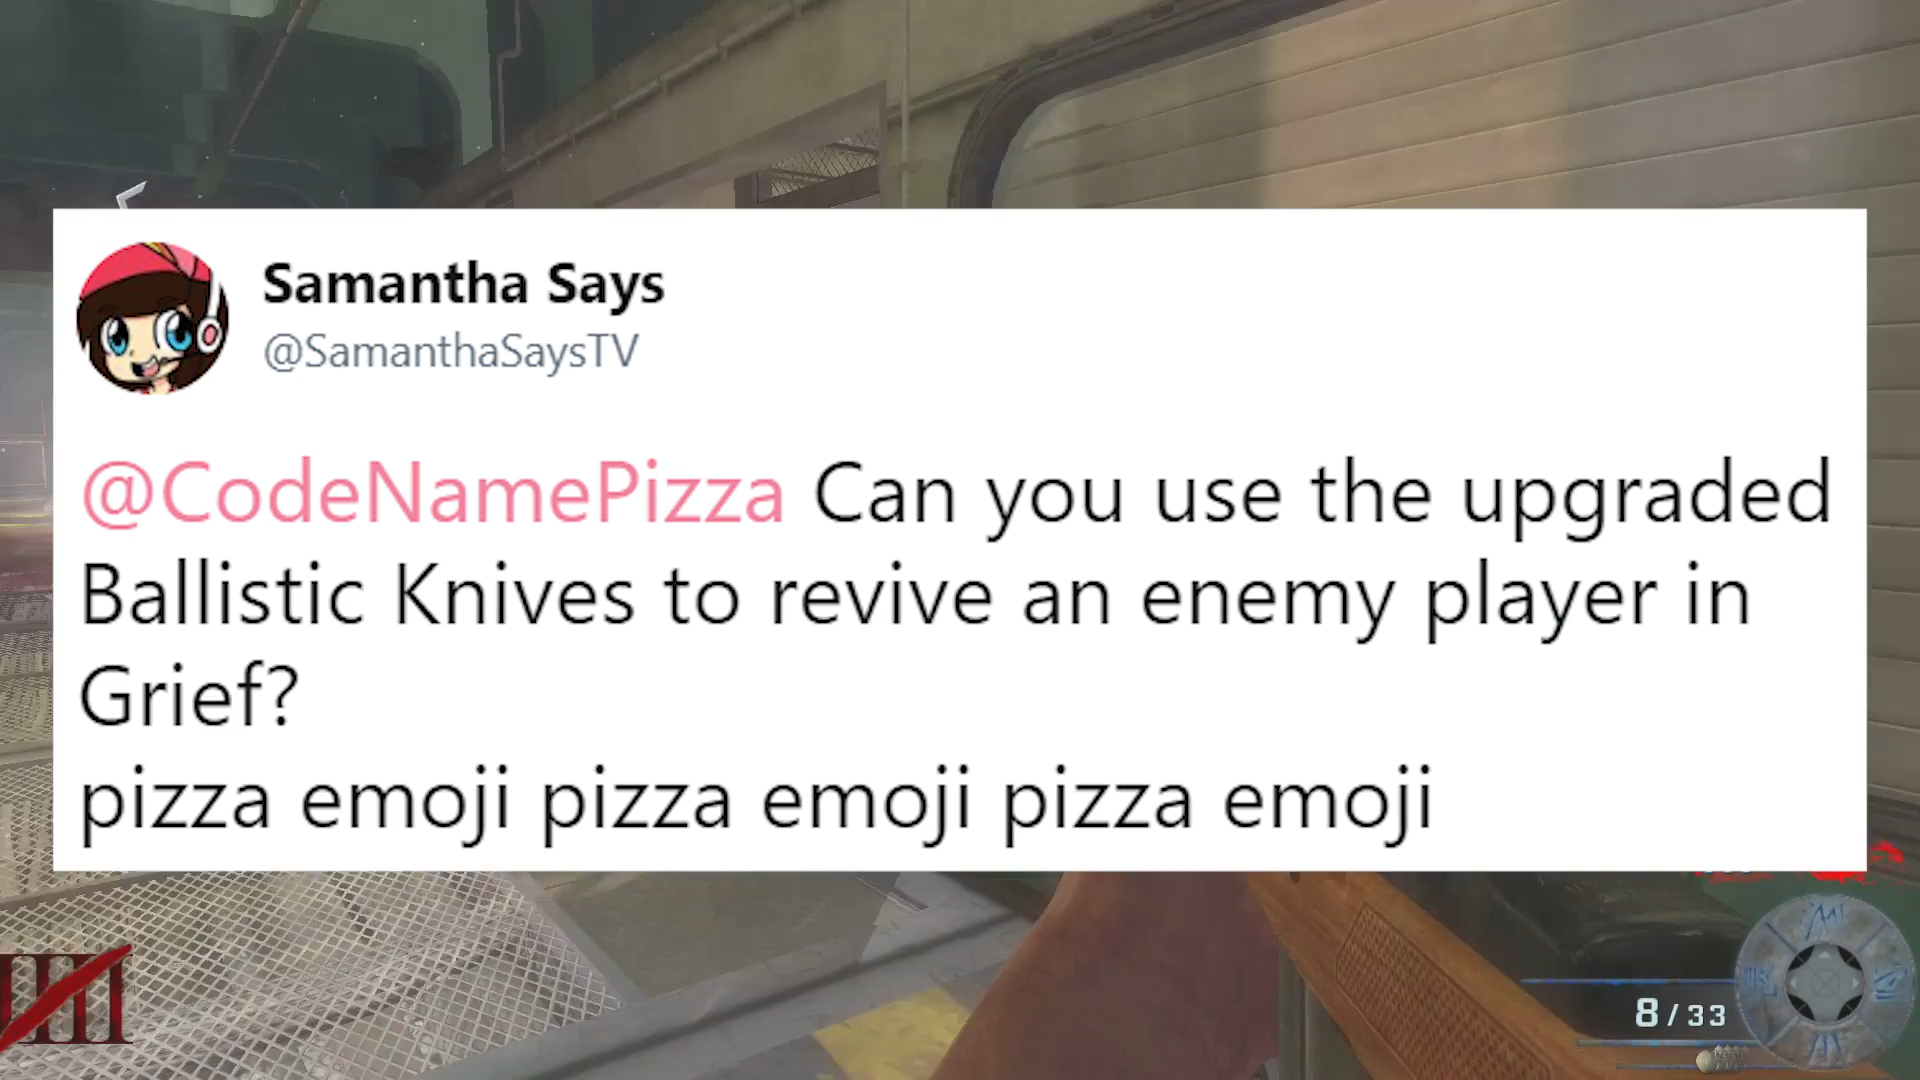 Samantha Says
@SamanthaSaysTV
@CodeNamePizza Can you use the upgraded
Ballistic Knives to revive an enemy player in
Grief?
pizza emoji pizza emoji pizza emoji
8/33